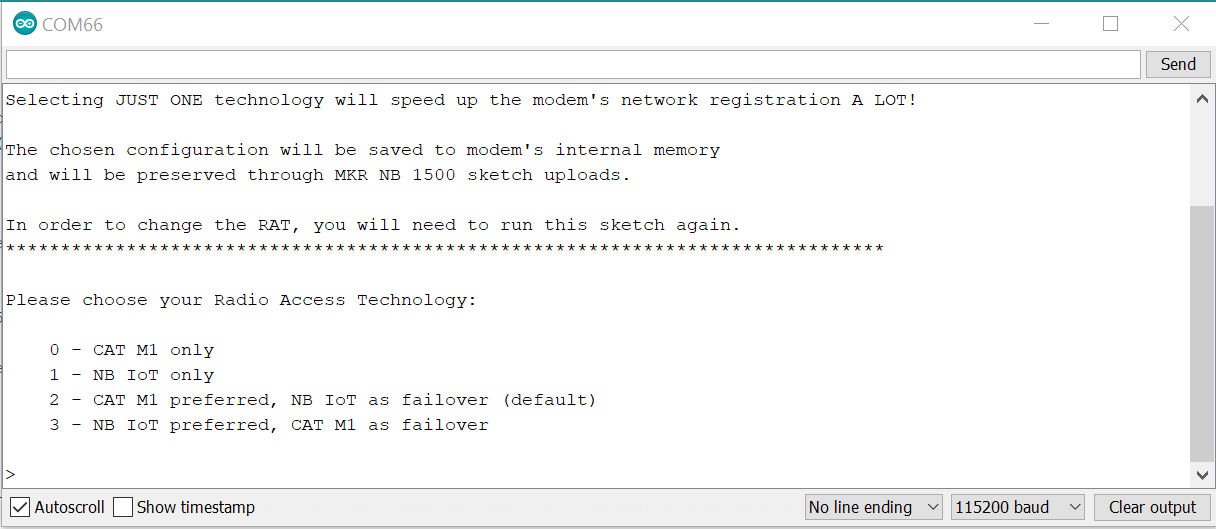 COM66
Send
Selecting JUST ONE technology will speed up the modem's network registration A LOT!
The chosen configuration will be saved to modem's internal memory
and will be preserved through MKR NB 1500 sketch uploads.
In order to change the RAT, you will need to run this sketch again.
********************************************************************************
Please choose your Radio Access Technology:
0 - CAT M1 only
1 - NB IoT only
2 - CAT M1 preferred, NB IoT as failover (default)
3 - NB IoT preferred, CAT M1 as failover
>
Autoscroll Show timestamp No line ending 115200 baud Clear output